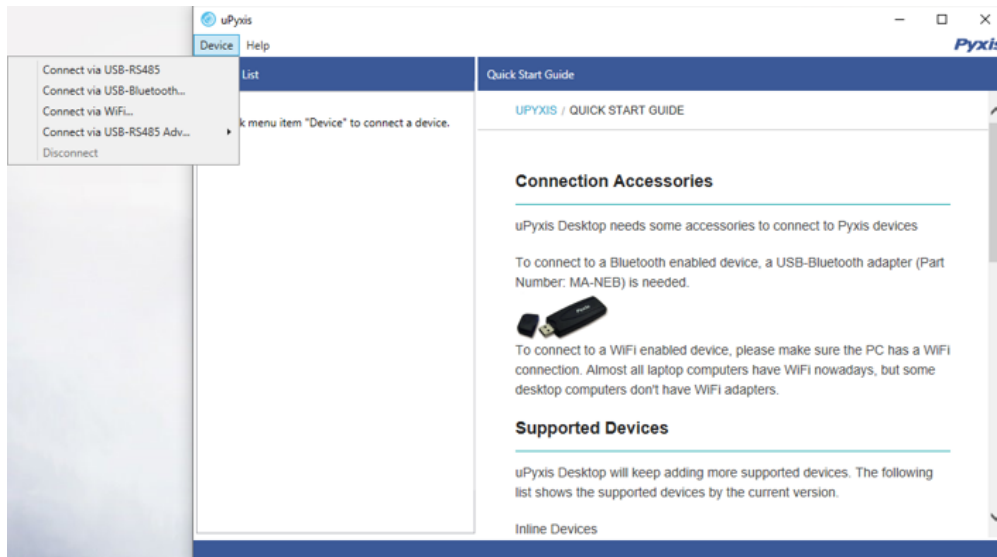 uPyxis
Device Help
Pyxis
Connect via USB-RS485
Connect via USB-Bluetooth...
Connect via WiFi...
Connect via USB-RS485 Adv...
Disconnect
List
k menu item "Device" to connect a device.
Quick Start Guide
UPYXIS / QUICK START GUIDE
Connection Accessories
uPyxis Desktop needs some accessories to connect to Pyxis devices
To connect to a Bluetooth enabled device, a USB-Bluetooth adapter (Part
Number: MA-NEB) is needed.
Pyxis
To connect to a WiFi enabled device, please make sure the PC has a WiFi
connection. Almost all laptop computers have WiFi nowadays, but some
desktop computers don't have WiFi adapters.
Supported Devices
uPyxis Desktop will keep adding more supported devices. The following
list shows the supported devices by the current version.
Inline Devices